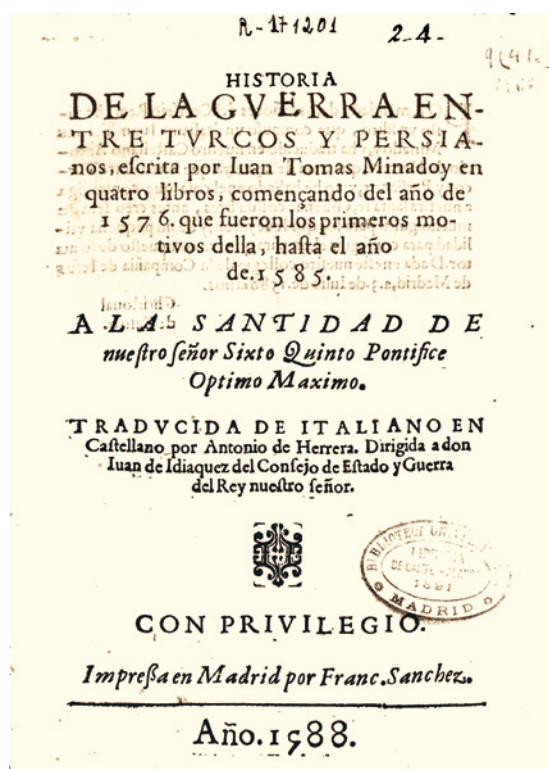 R-171201
2-4-
HISTORIA
DE LA GVERRA EN-
TRE TVRCOS Y PERSIA-
nos, eſcrita por Iuan Tomas Minadoy en
quatro libros, començando del año de
1576. que fueron los primeros mo-
tivos della, haſta el año
de.1585.
A LA SANTIDAD DE
nueſtro ſeñor Sixto Quinto Pontifice
Optimo Maximo.
TRADVCIDA DE ITALIANO EN
Caſtellano por Antonio de Herrera. Dirigida a don
Iuan de Idiaquez del Conſejo de Eſtado y Guerra
del Rey nueſtro ſeñor.
MADRID
CON PRIVILEGIO.
Impreßa en Madrid por Franc.Sanchez.
Año.1588.